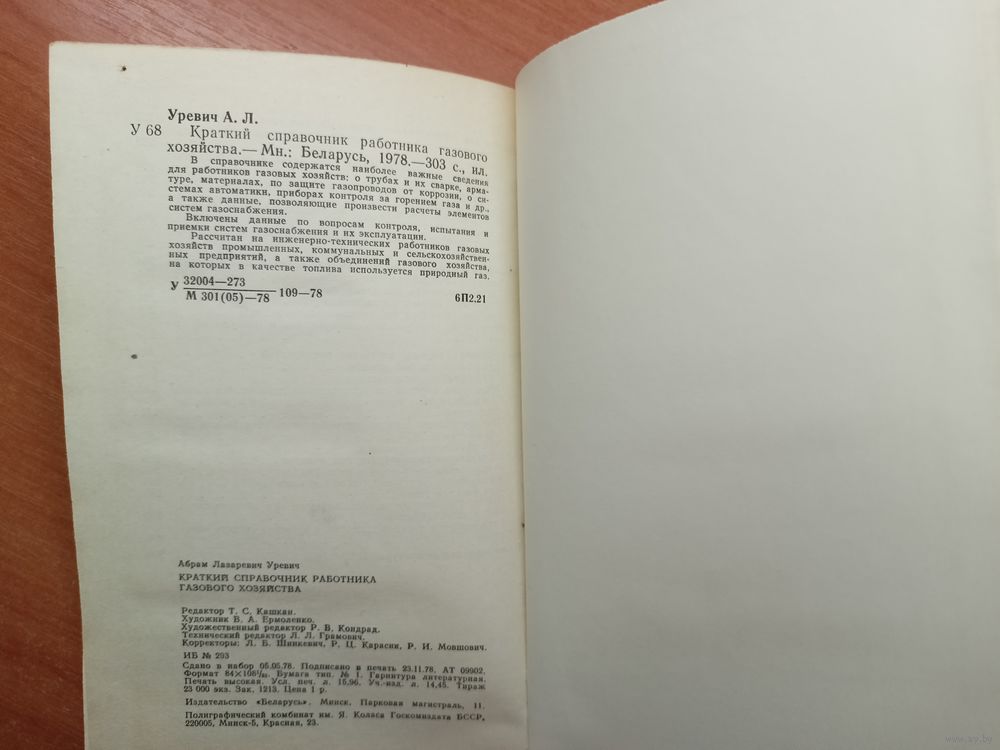 Уревич А. Л.
У 68 Краткий справочник работника газового
хозяйства.— Мн.: Беларусь, 1978.—303 с., ил.
В справочнике содержатся наиболее важные сведения
для работников газовых хозяйств: о трубах и их сварке, арма-
туре, материалах, по защите газопроводов от коррозии, о си-
стемах автоматики, приборах контроля за горением газа и др.,
а также данные, позволяющие произвести расчеты элементов
систем газоснабжения.
Включены данные по вопросам контроля, испытания и
приемки систем газоснабжения и их эксплуатации.
Рассчитан на инженерно-технических работников газовых
хозяйств промышленных, коммунальных и сельскохозяйствен-
ных предприятий, а также объединений газового хозяйства,
на которых в качестве топлива используется природный газ.
У 32004—273
М 301(05)—78 109—78 6П2.21
Абрам Лазаревич Уревич
КРАТКИЙ СПРАВОЧНИК РАБОТНИКА
ГАЗОВОГО ХОЗЯЙСТВА
Редактор Т. С. Кашкан.
Художник В. А. Ермоленко.
Художественный редактор Р. В. Кондрад.
Технический редактор Л. Л. Грамович.
Корректоры: Л. Б. Шинкевич, Р. Ц. Карасик, Р. И. Мовшович.
ИБ № 293
Сдано в набор 05.05.78. Подписано в печать 23.11.78. АТ 09902.
Формат 84×108¹/₃₂. Бумага тип. № 1. Гарнитура литературная.
Печать высокая. Усл. печ. л. 15,96. Уч.-изд. л. 14,45. Тираж
23 000 экз. Зак. 1213. Цена 1 р.
Издательство «Беларусь». Минск, Парковая магистраль, 11.
Полиграфический комбинат им. Я. Коласа Госкомиздата БССР,
220005, Минск-5, Красная, 23.